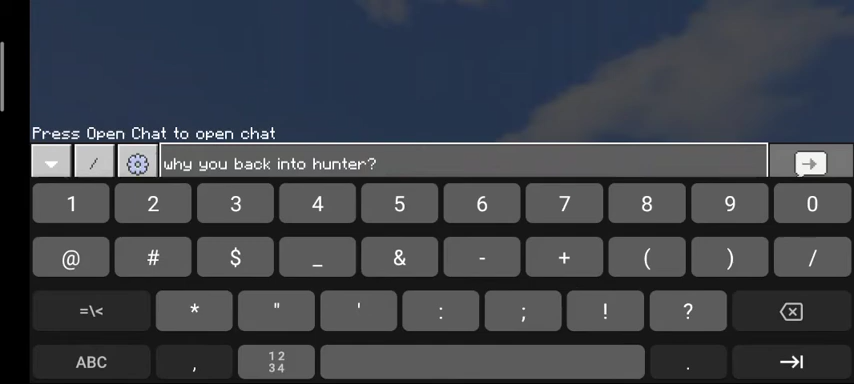 Press Open Chat to open chat
/ why you back into hunter?
1 2 3 4 5 6 7 8 9 0
@ # $ _ & - + ( ) /
=\< * " ' : ; ! ?
ABC , 12 34 .